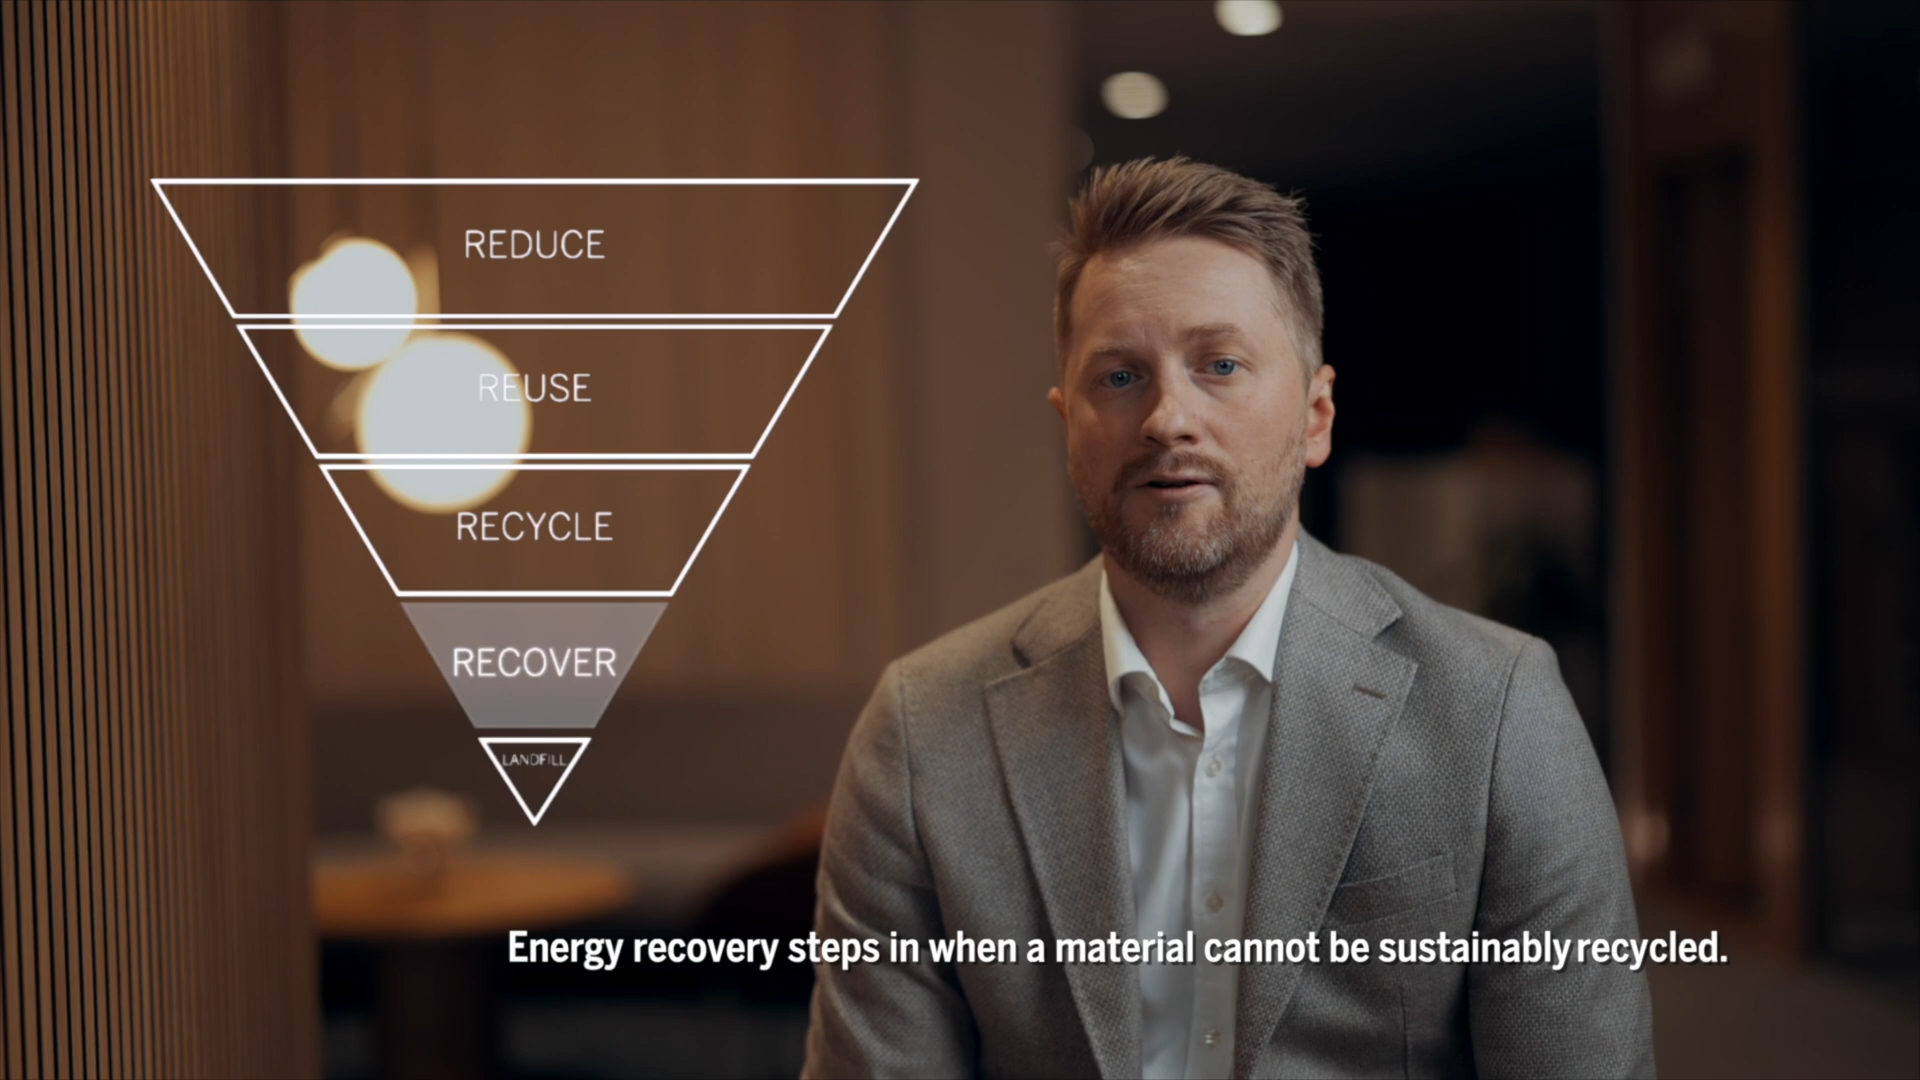 REDUCE
REUSE
RECYCLE
RECOVER
LANDFILL
Energy recovery steps in when a material cannot be sustainably recycled.